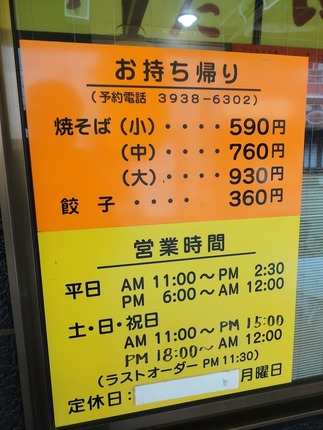 お持ち帰り
（予約電話 3938-6302）
焼そば（小）・・・・590円
（中）・・・・760円
（大）・・・・930円
餃子・・・・360円
営業時間
平日 AM 11:00～PM 2:30
PM 6:00～AM 12:00
土・日・祝日
AM 11:00～PM 15:00
PM 18:00～AM 12:00
（ラストオーダー PM11:30）
定休日： 月曜日